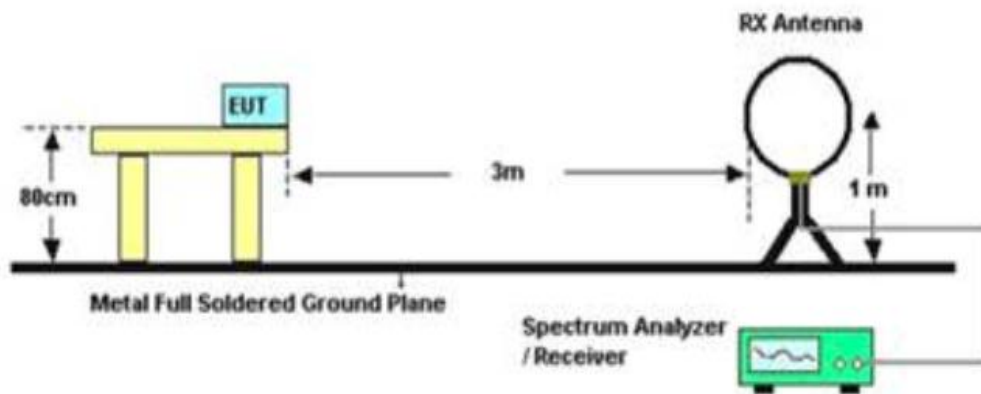 RX Antenna
EUT
80cm
3m
1 m
Metal Full Soldered Ground Plane
Spectrum Analyzer
/ Receiver